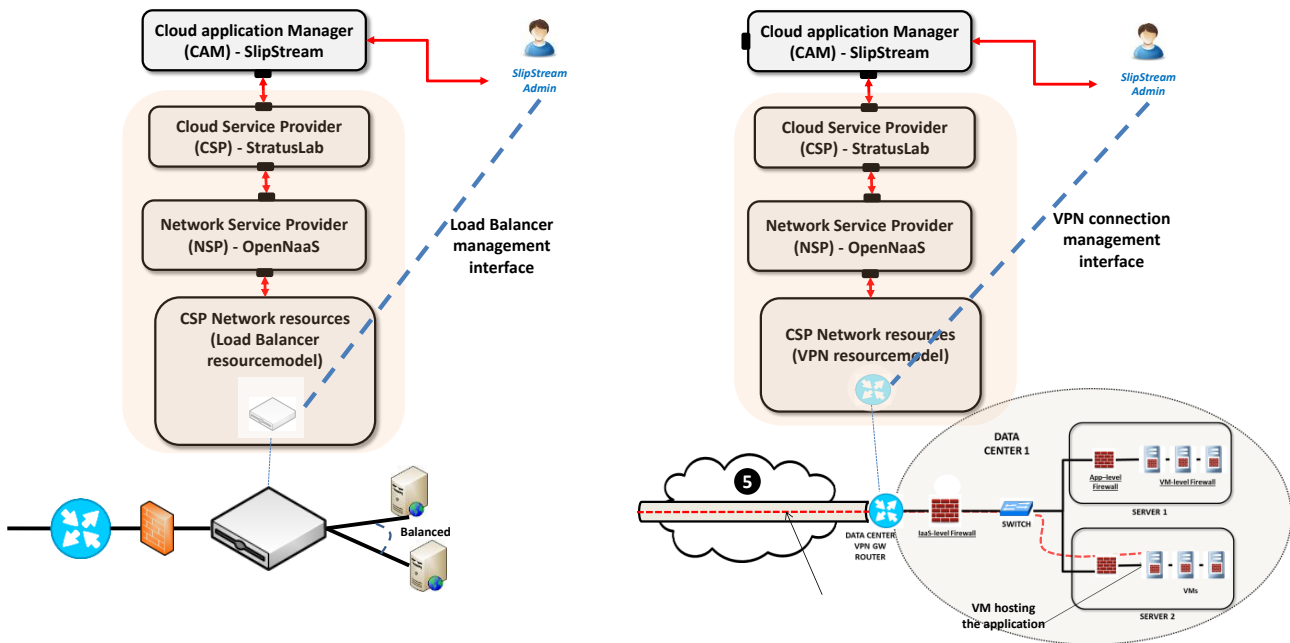 Cloud application Manager
(CAM) - SlipStream
SlipStream
Admin
Cloud Service Provider
(CSP) - StratusLab
Network Service Provider
(NSP) - OpenNaaS
Load Balancer
management
interface
CSP Network resources
(Load Balancer
resourcemodel)
Balanced
Cloud application Manager
(CAM) - SlipStream
SlipStream
Admin
Cloud Service Provider
(CSP) - StratusLab
Network Service Provider
(NSP) - OpenNaaS
VPN connection
management
interface
CSP Network resources
(VPN resourcemodel)
DATA
CENTER 1
5
App-level
Firewall
VM-level Firewall
SERVER 1
DATA CENTER
VPN GW
ROUTER
IaaS-level Firewall
SWITCH
VMs
VM hosting
the application
SERVER 2